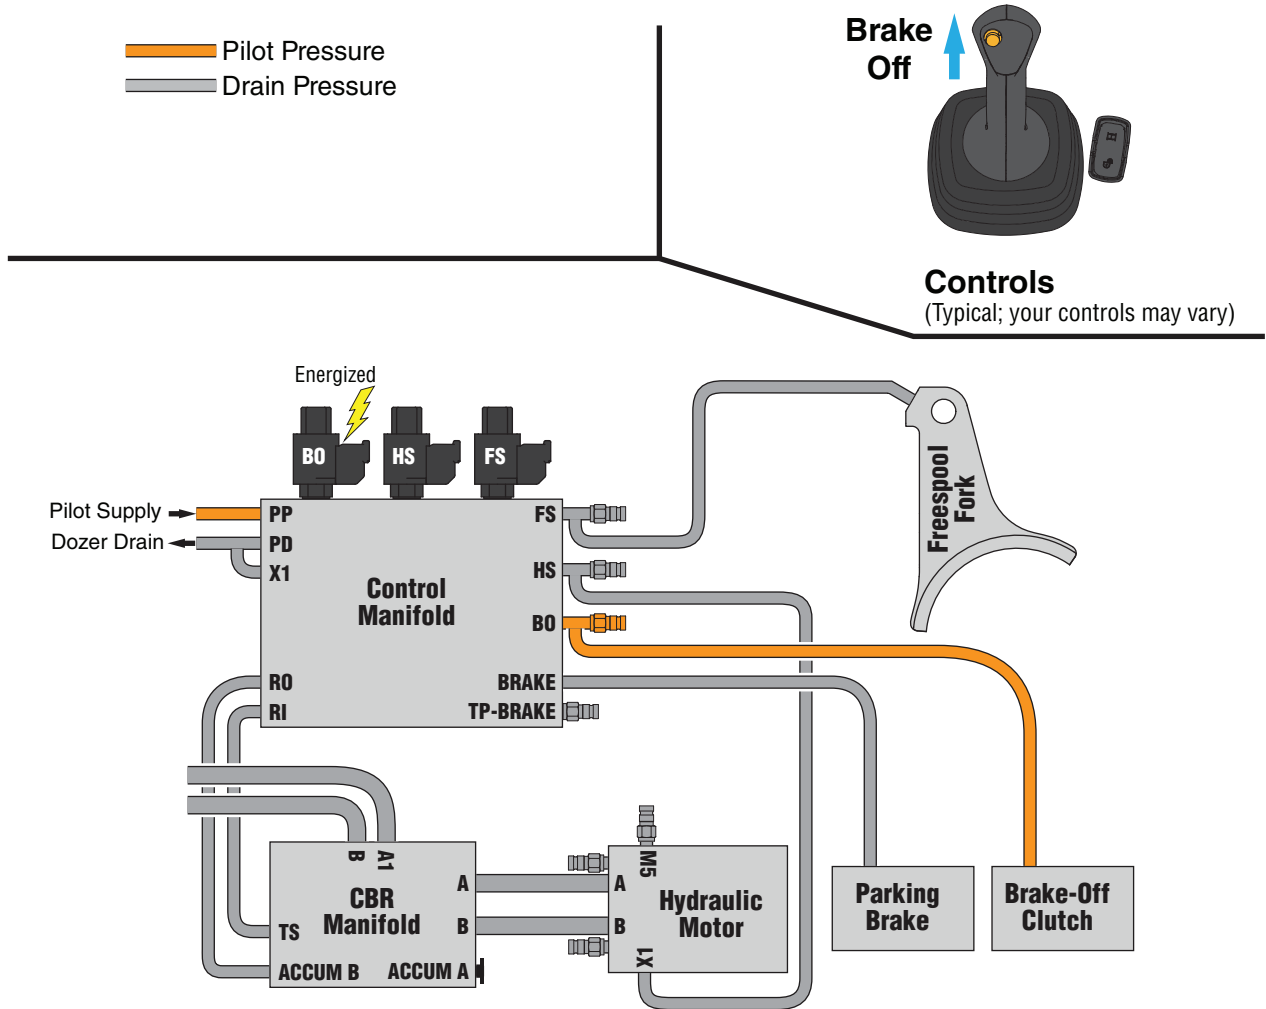 Pilot Pressure
Drain Pressure
Brake
Off
Controls
(Typical; your controls may vary)
Energized
BO
HS
FS
Pilot Supply
Dozer Drain
PP
PD
X1
RO
RI
Control
Manifold
FS
HS
BO
BRAKE
TP-BRAKE
Freespool
Fork
B
A1
CBR
Manifold
A
B
TS
ACCUM B
ACCUM A
M5
A
B
Hydraulic
Motor
LX
Parking
Brake
Brake-Off
Clutch